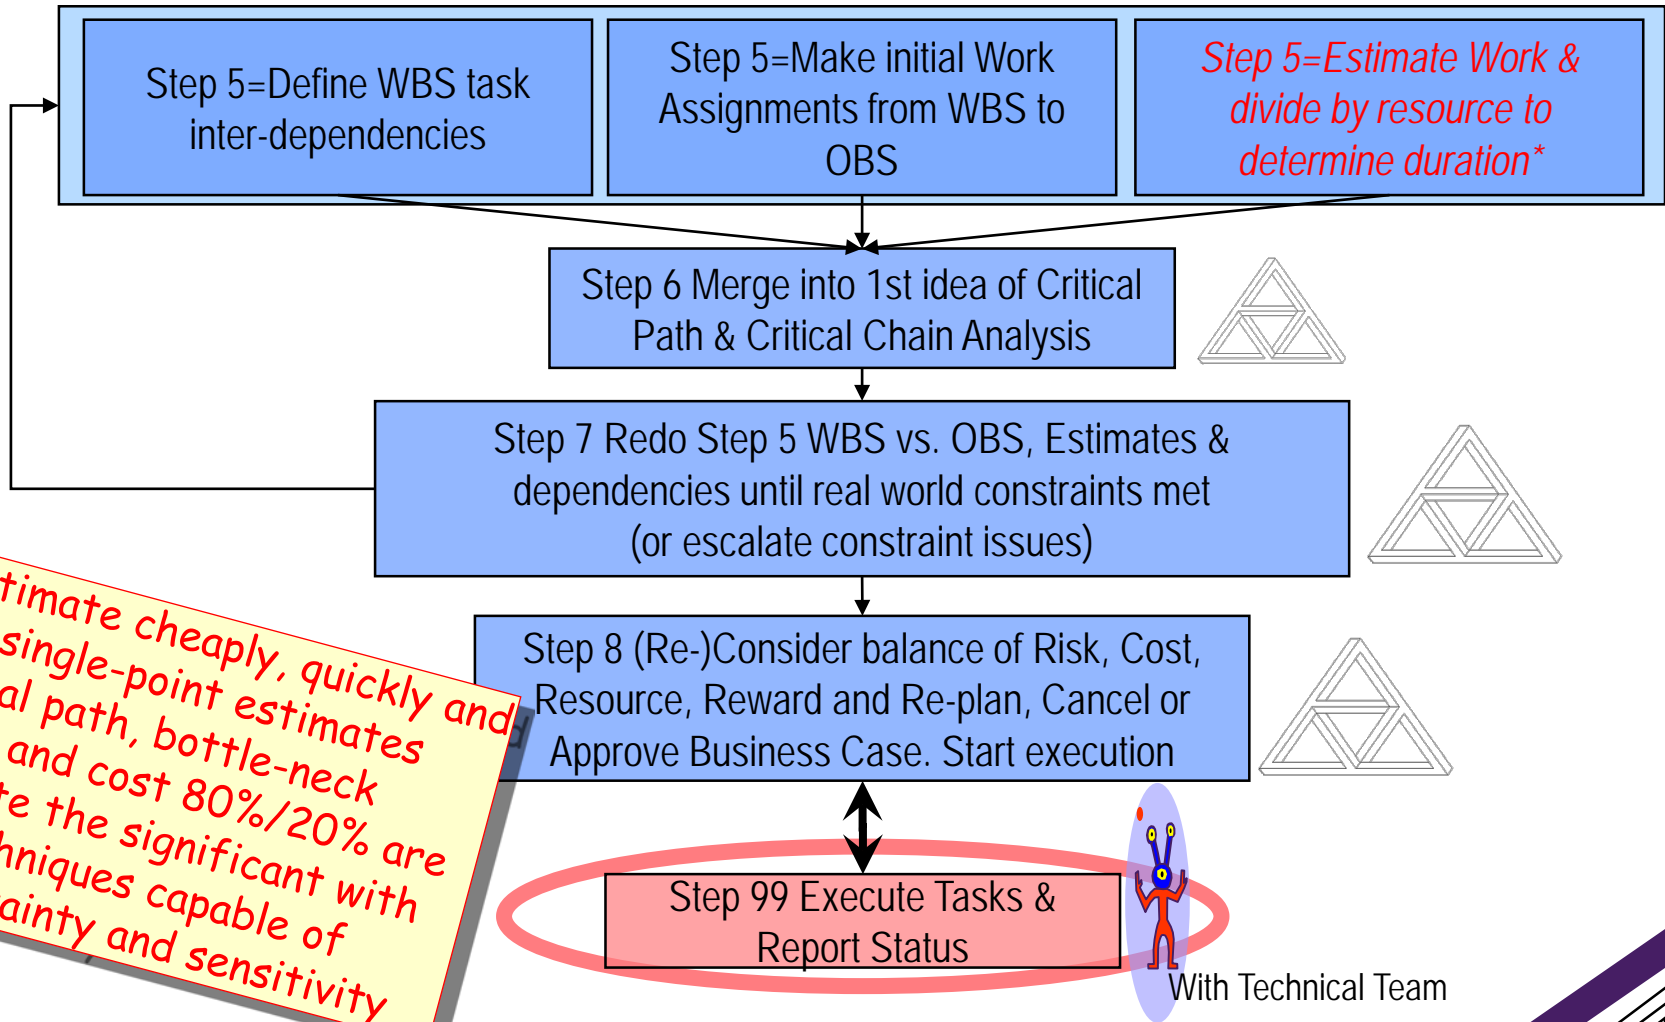 Step 5=Define WBS task
inter-dependencies
Step 5=Make initial Work
Assignments from WBS to
OBS
Step 5=Estimate Work &
divide by resource to
determine duration*
Step 6 Merge into 1st idea of Critical
Path & Critical Chain Analysis
Step 7 Redo Step 5 WBS vs. OBS, Estimates &
dependencies until real world constraints met
(or escalate constraint issues)
Step 8 (Re-)Consider balance of Risk, Cost,
Resource, Reward and Re-plan, Cancel or
Approve Business Case. Start execution
cheaply, quickly and
single-point estimates
path, bottle-neck
and cost 80%/20% are
the significant with
capable of
and sensitivity
Step 99 Execute Tasks &
Report Status
With Technical Team